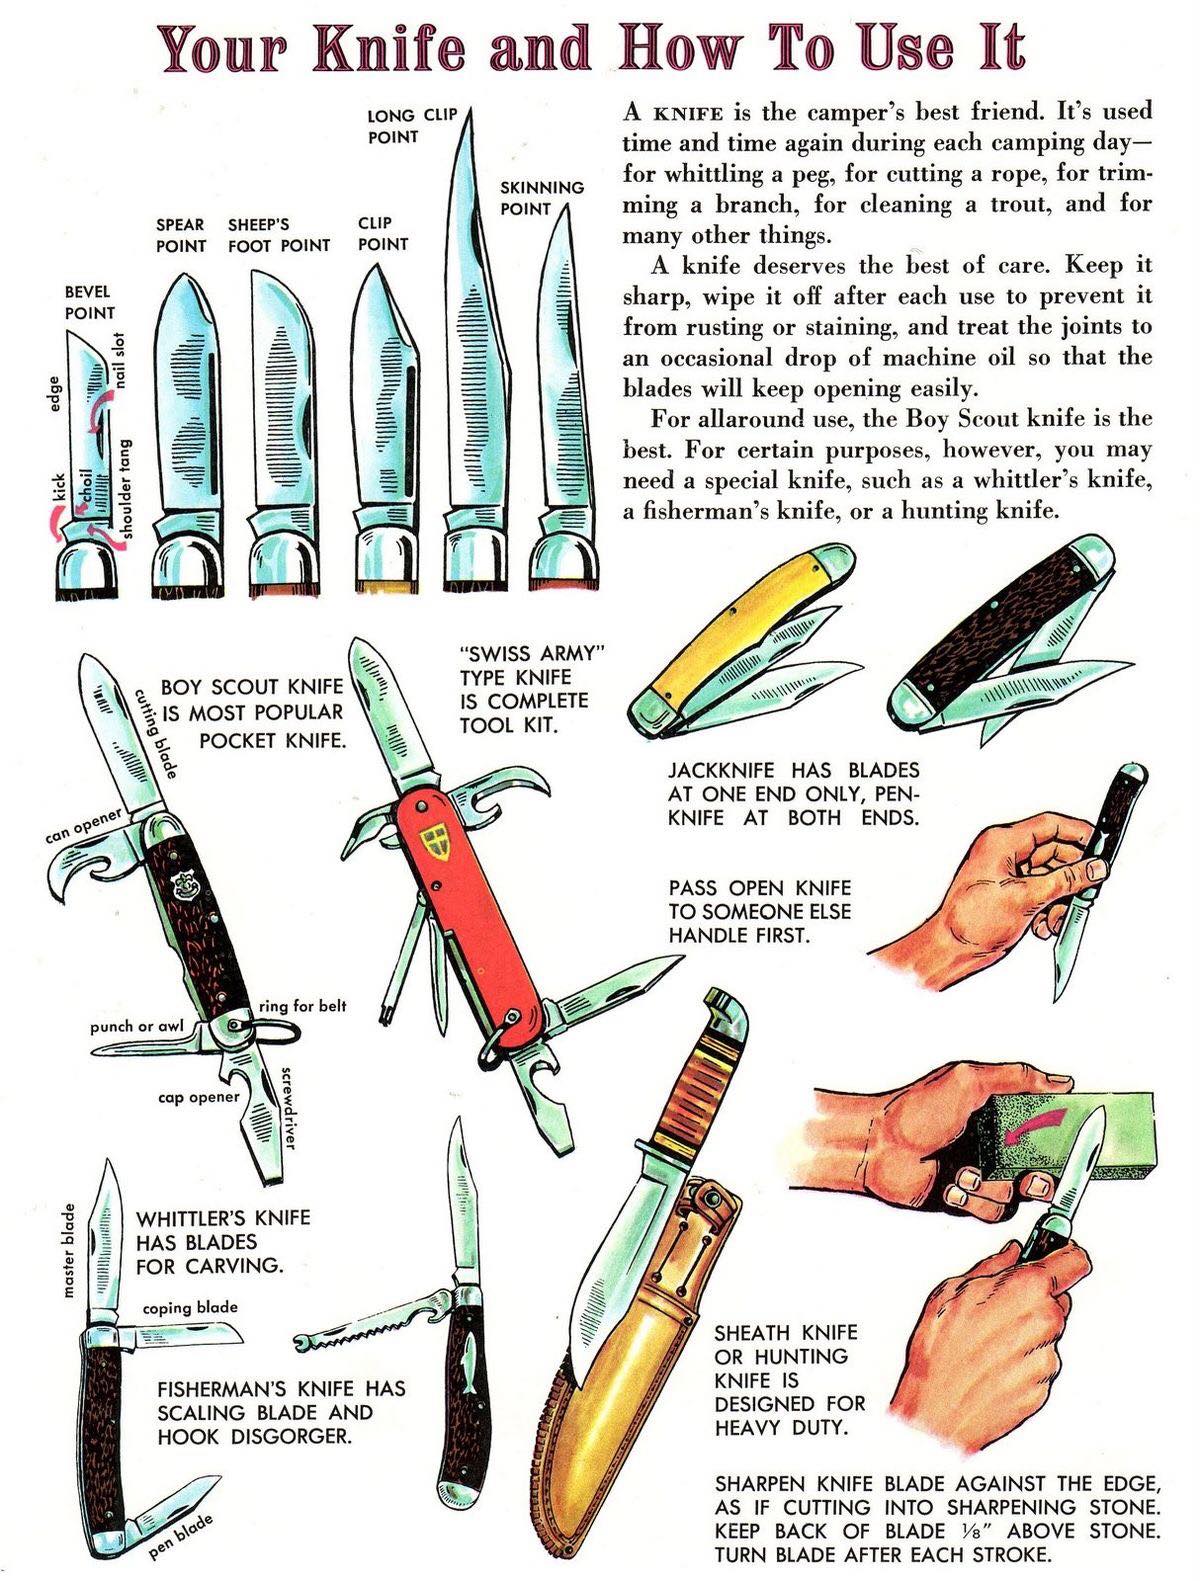 Your Knife and How To Use It
A KNIFE is the camper's best friend. It's used
time and time again during each camping day—
for whittling a peg, for cutting a rope, for trim-
ming a branch, for cleaning a trout, and for
many other things.
A knife deserves the best of care. Keep it
sharp, wipe it off after each use to prevent it
from rusting or staining, and treat the joints to
an occasional drop of machine oil so that the
blades will keep opening easily.
For allaround use, the Boy Scout knife is the
best. For certain purposes, however, you may
need a special knife, such as a whittler's knife,
a fisherman's knife, or a hunting knife.
LONG CLIP
POINT
SKINNING
POINT
SPEAR
POINT
SHEEP'S
FOOT POINT
CLIP
POINT
BEVEL
POINT
edge
nail slot
kick
choil
shoulder tang
BOY SCOUT KNIFE
IS MOST POPULAR
POCKET KNIFE.
cutting blade
can opener
punch or awl
ring for belt
cap opener
screwdriver
"SWISS ARMY"
TYPE KNIFE
IS COMPLETE
TOOL KIT.
JACKKNIFE HAS BLADES
AT ONE END ONLY, PEN-
KNIFE AT BOTH ENDS.
PASS OPEN KNIFE
TO SOMEONE ELSE
HANDLE FIRST.
WHITTLER'S KNIFE
HAS BLADES
FOR CARVING.
master blade
coping blade
pen blade
FISHERMAN'S KNIFE HAS
SCALING BLADE AND
HOOK DISGORGER.
SHEATH KNIFE
OR HUNTING
KNIFE IS
DESIGNED FOR
HEAVY DUTY.
SHARPEN KNIFE BLADE AGAINST THE EDGE,
AS IF CUTTING INTO SHARPENING STONE.
KEEP BACK OF BLADE ⅛" ABOVE STONE.
TURN BLADE AFTER EACH STROKE.